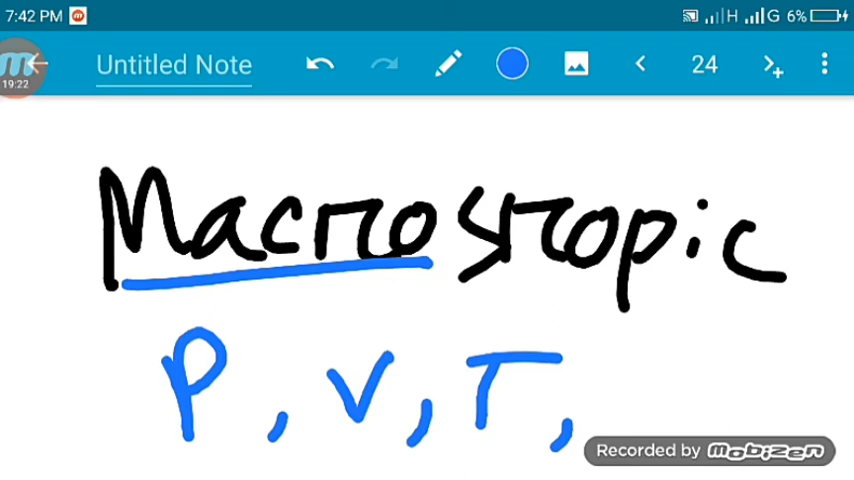 7:42 PM H G 6%
19:22 Untitled Note 24
Macroscopic
P, V, T,
Recorded by mobizen